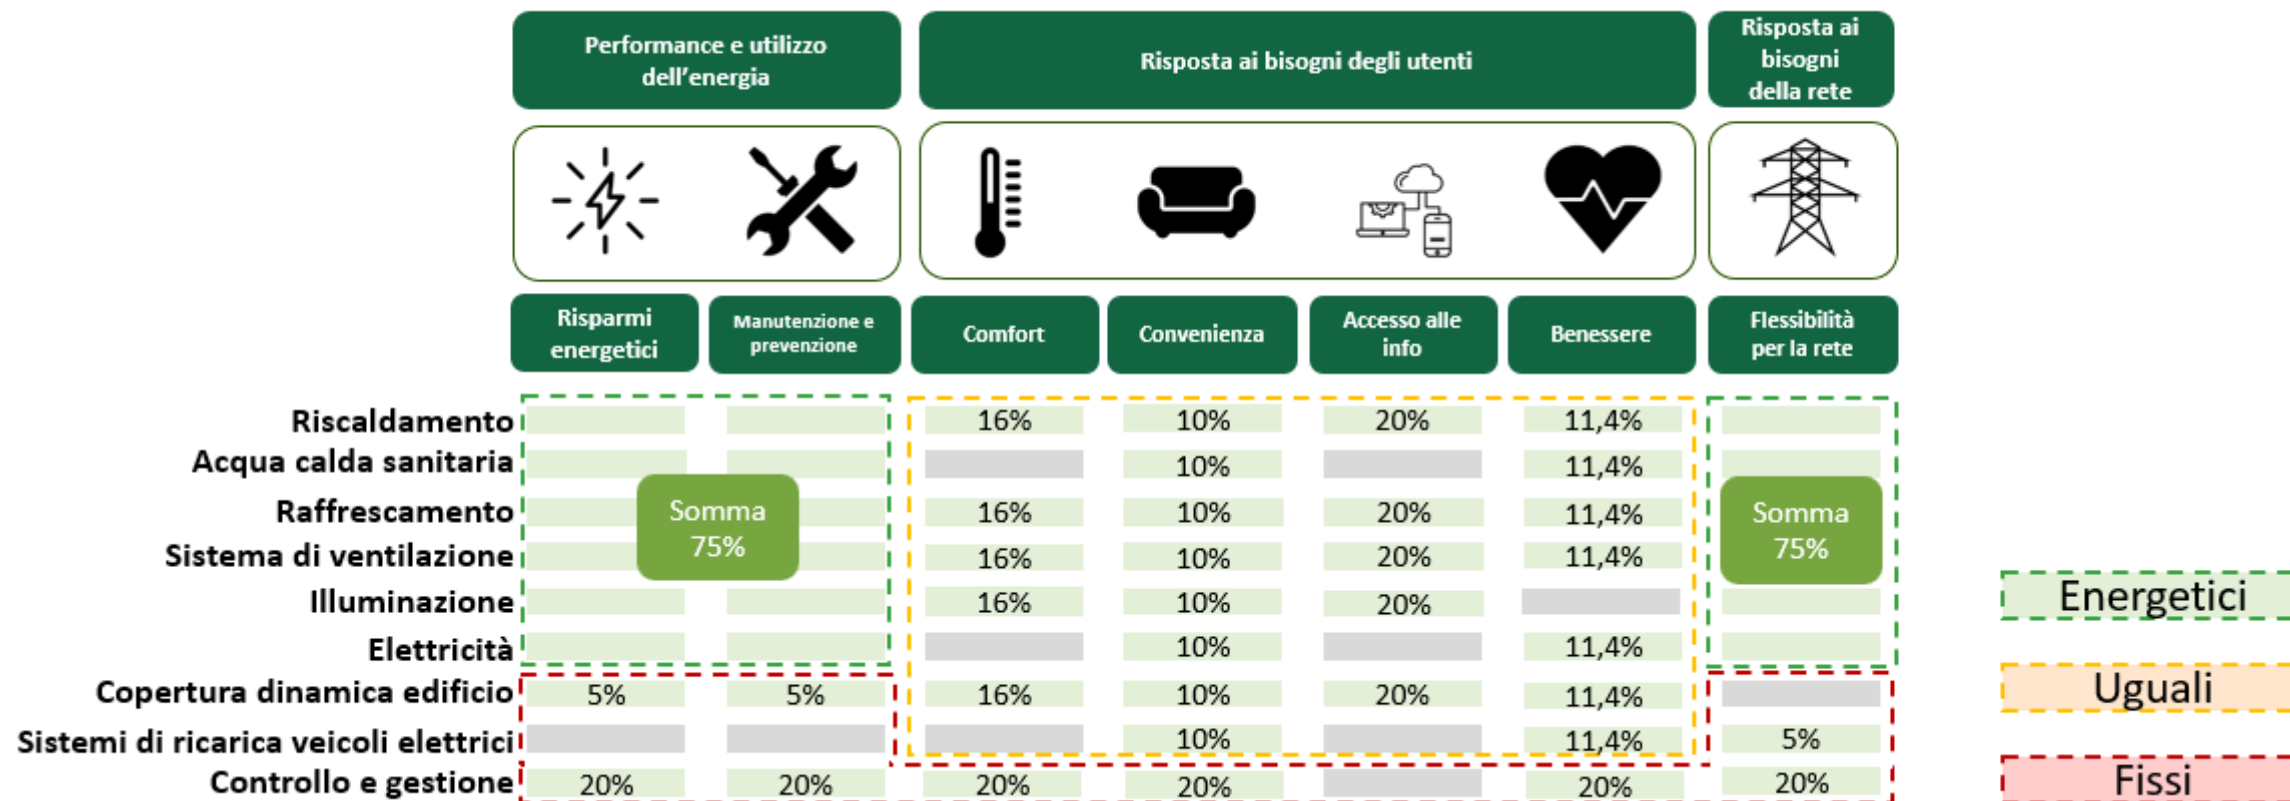 Performance e utilizzo
dell'energia
Risposta ai bisogni degli utenti
Risposta ai
bisogni
della rete
Risparmi
energetici
Manutenzione e
prevenzione
Comfort
Convenienza
Accesso alle
info
Benessere
Flessibilità
per la rete
Riscaldamento 16% 10% 20% 11,4%
Acqua calda sanitaria 10% 11,4%
Raffrescamento 16% 10% 20% 11,4%
Somma
75%
Somma
75%
Sistema di ventilazione 16% 10% 20% 11,4%
Illuminazione 16% 10% 20%
Elettricità 10% 11,4%
Copertura dinamica edificio 5% 5% 16% 10% 20% 11,4%
Sistemi di ricarica veicoli elettrici 10% 11,4% 5%
Controllo e gestione 20% 20% 20% 20% 20% 20%
Energetici
Uguali
Fissi